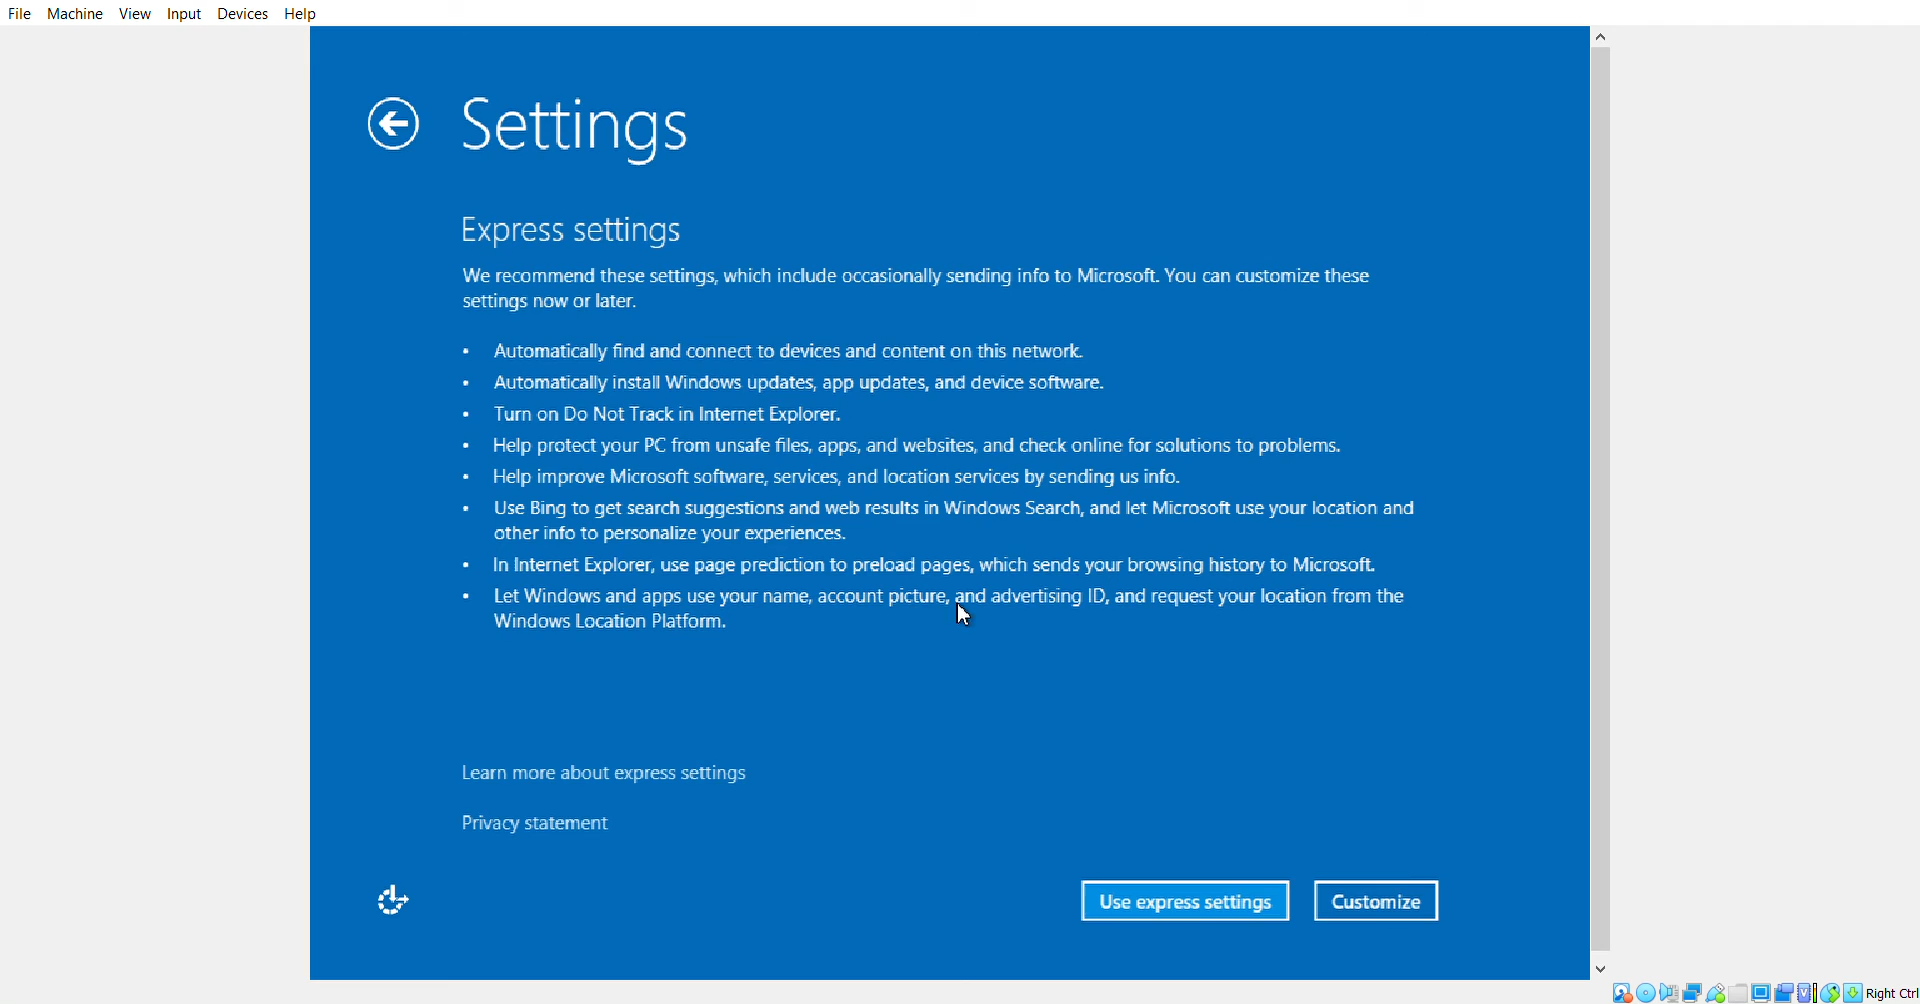 File Machine View Input Devices Help
Settings
Express settings
We recommend these settings, which include occasionally sending info to Microsoft. You can customize these
settings now or later.
• Automatically find and connect to devices and content on this network.
• Automatically install Windows updates, app updates, and device software.
• Turn on Do Not Track in Internet Explorer.
• Help protect your PC from unsafe files, apps, and websites, and check online for solutions to problems.
• Help improve Microsoft software, services, and location services by sending us info.
• Use Bing to get search suggestions and web results in Windows Search, and let Microsoft use your location and
other info to personalize your experiences.
• In Internet Explorer, use page prediction to preload pages, which sends your browsing history to Microsoft.
• Let Windows and apps use your name, account picture, and advertising ID, and request your location from the
Windows Location Platform.
Learn more about express settings
Privacy statement
Use express settings Customize
Right Ctrl